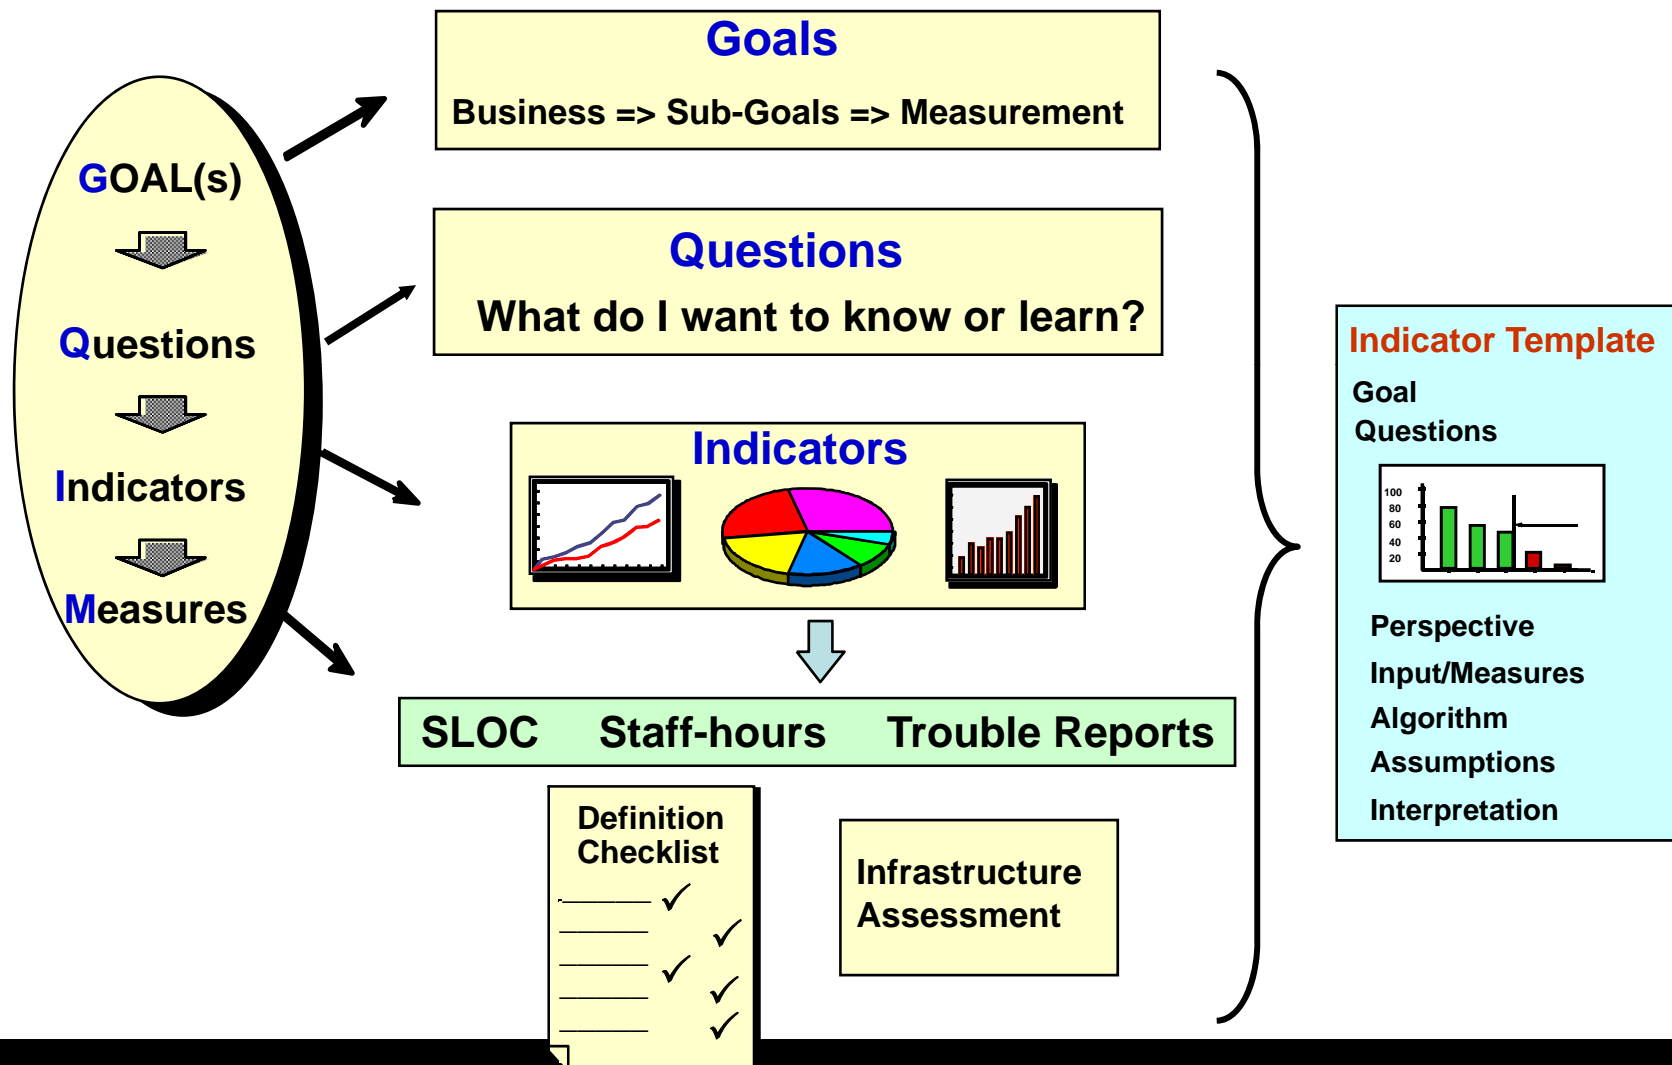 GOAL(s)
Questions
Indicators
Measures
Goals
Business => Sub-Goals => Measurement
Questions
What do I want to know or learn?
Indicators
SLOC Staff-hours Trouble Reports
Definition
Checklist
Infrastructure
Assessment
Indicator Template
Goal
Questions
100
80
60
40
20
Perspective
Input/Measures
Algorithm
Assumptions
Interpretation